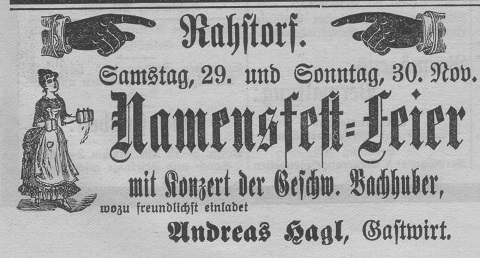 Rahstorf.
Samstag, 29. und Sonntag, 30. Nov.
Namensfest-Feier
mit Konzert der Geschw. Bachhuber,
wozu freundlichst einladet
Andreas Hagl, Gastwirt.